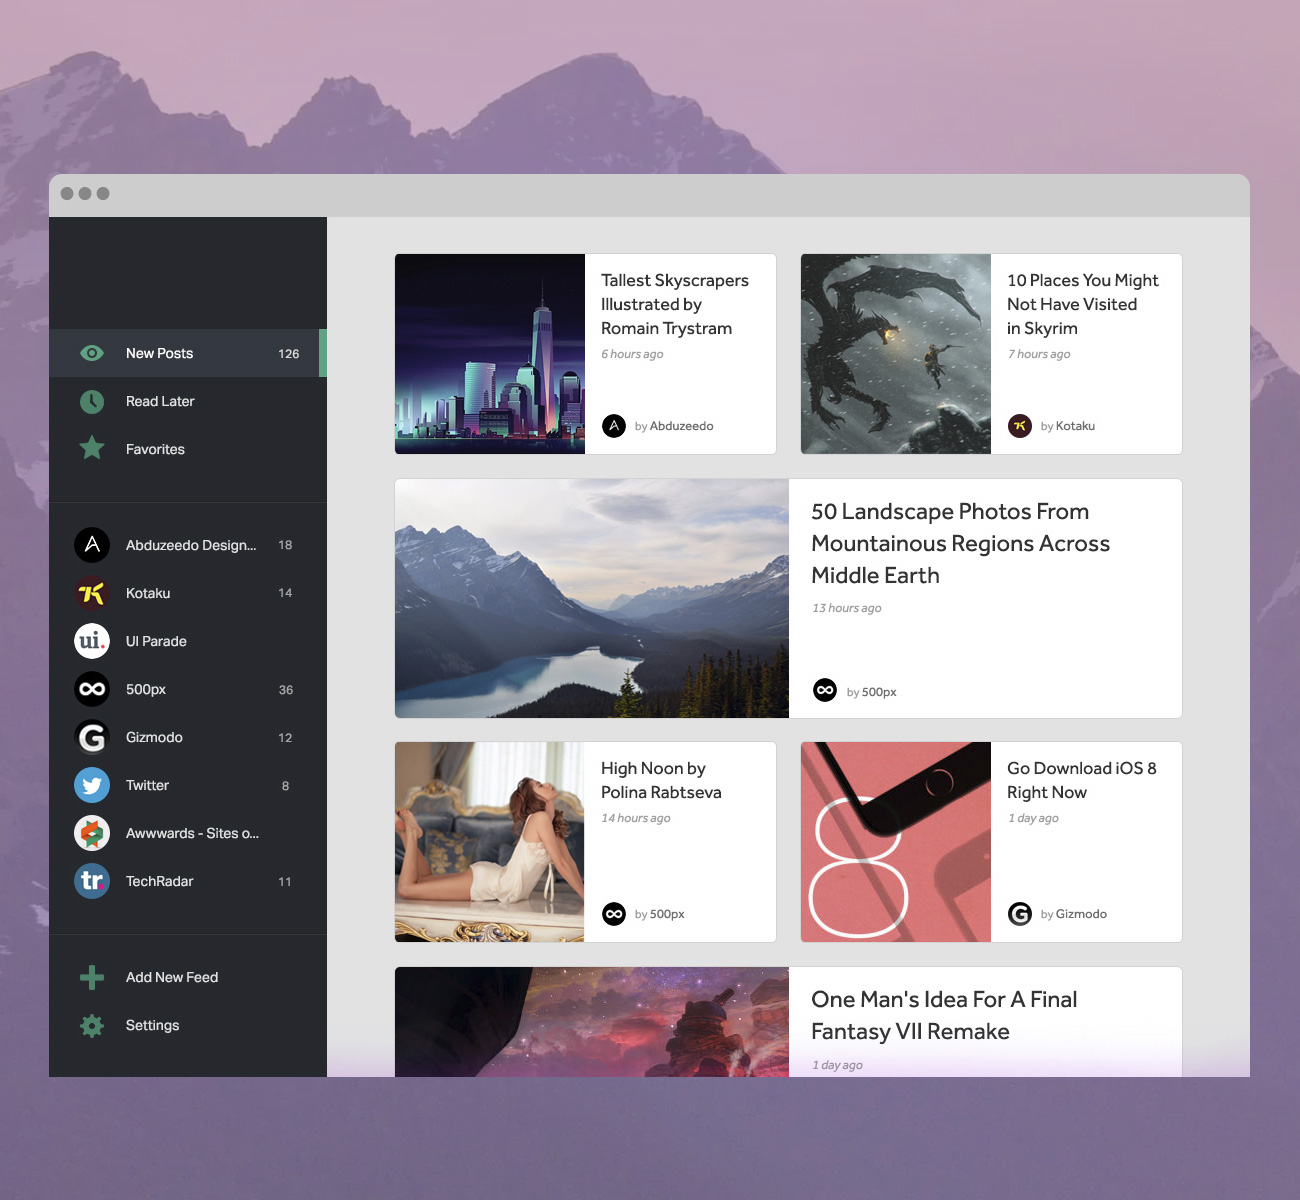 New Posts 126
Read Later
Favorites
Abduzeedo Design... 18
Kotaku 14
ui.
UI Parade
500px 36
G
Gizmodo 12
Twitter 8
Awwwards - Sites o...
tr.
TechRadar 11
Add New Feed
Settings
Tallest Skyscrapers
Illustrated by
Romain Trystram
6 hours ago
by Abduzeedo
10 Places You Might
Not Have Visited
in Skyrim
7 hours ago
by Kotaku
50 Landscape Photos From
Mountainous Regions Across
Middle Earth
13 hours ago
by 500px
High Noon by
Polina Rabtseva
14 hours ago
by 500px
8
Go Download iOS 8
Right Now
1 day ago
G
by Gizmodo
One Man's Idea For A Final
Fantasy VII Remake
1 day ago